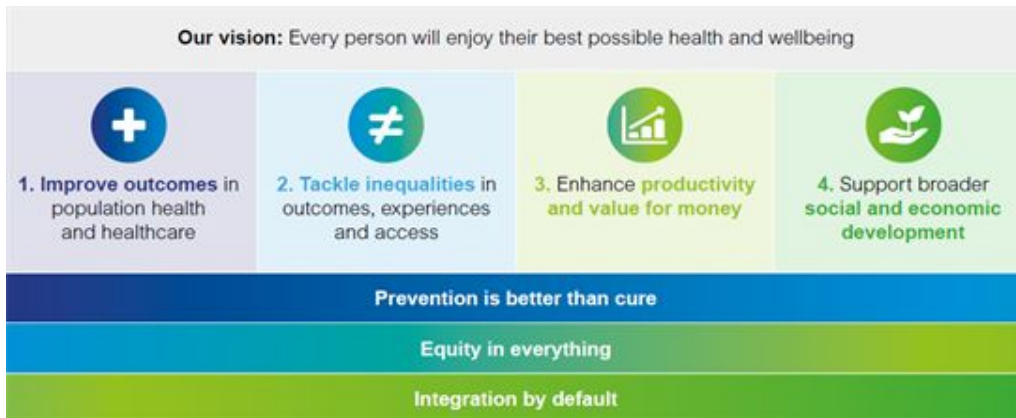 Our vision: Every person will enjoy their best possible health and wellbeing
1. Improve outcomes in
population health
and healthcare
2. Tackle inequalities in
outcomes, experiences
and access
3. Enhance productivity
and value for money
4. Support broader
social and economic
development
Prevention is better than cure
Equity in everything
Integration by default